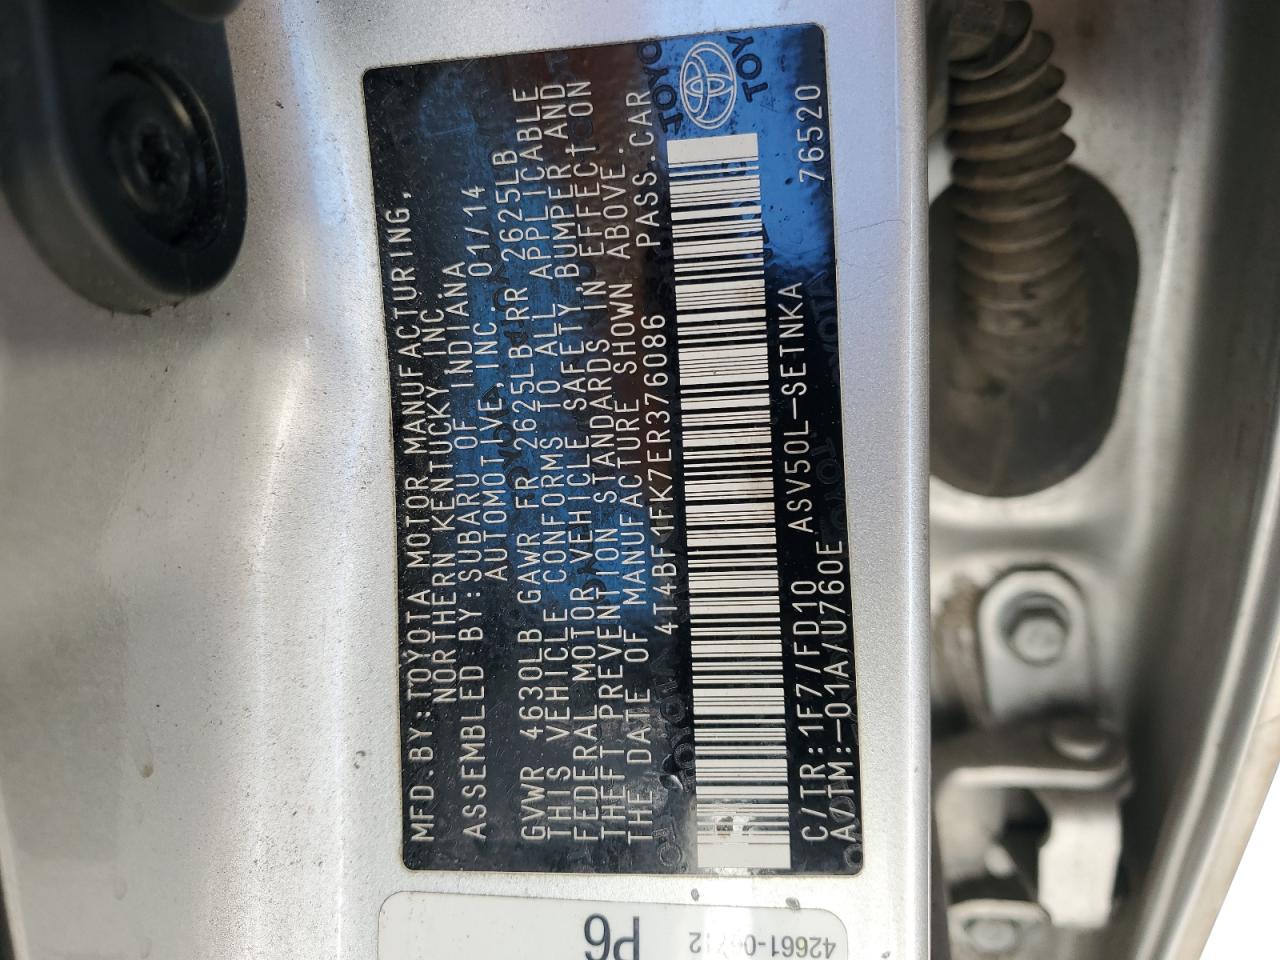 MFD.BY:TOYOTA MOTOR MANUFACTURING,
NORTHERN KENTUCKY, INC.
ASSEMBLED BY:SUBARU OF INDIANA
AUTOMOTIVE,INC. 01/14
GVWR 4630LB GAWR FR 2625LB RR 2625LB
THIS VEHICLE CONFORMS TO ALL APPLICABLE
FEDERAL MOTOR VEHICLE SAFETY,BUMPER,AND
THEFT PREVENTION STANDARDS IN EFFECT ON
THE DATE OF MANUFACTURE SHOWN ABOVE.
4T4BF1FK7ER376086 PASS.CAR
C/TR:1F7/FD10 ASV50L-SETNKA 76520
A/TM:-01A/U760E
P6